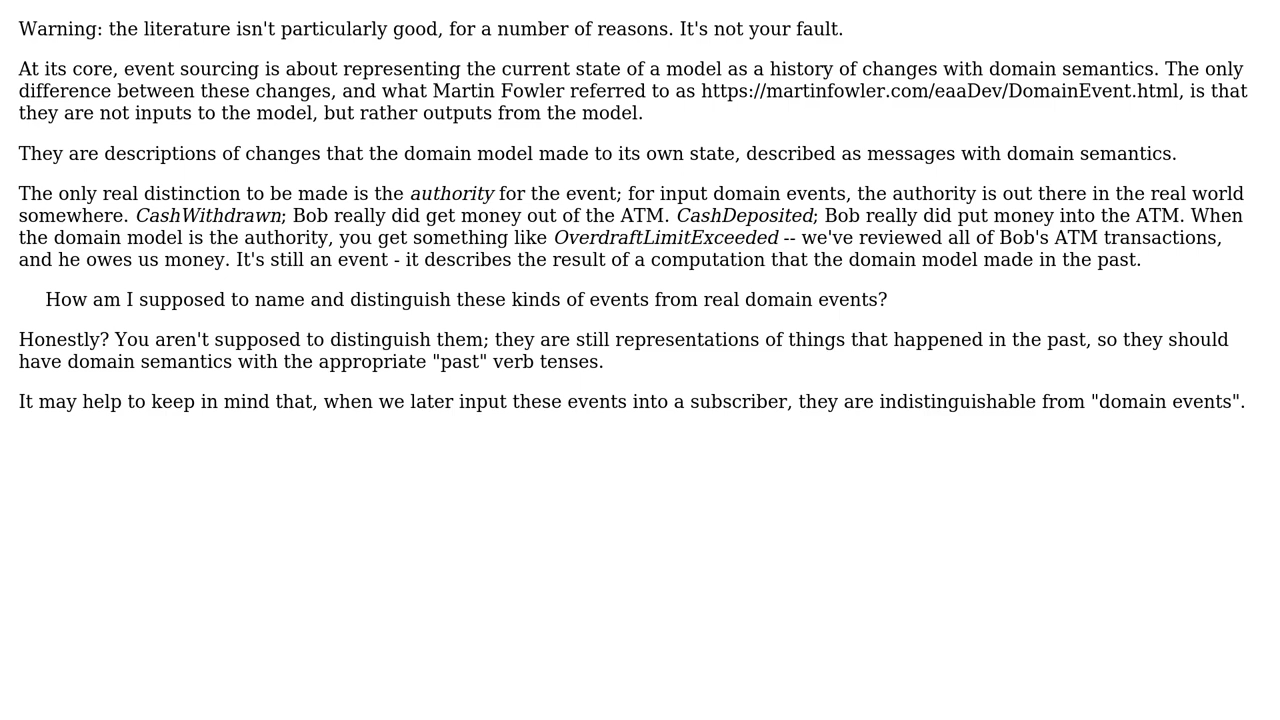 Warning: the literature isn't particularly good, for a number of reasons. It's not your fault.
At its core, event sourcing is about representing the current state of a model as a history of changes with domain semantics. The only
difference between these changes, and what Martin Fowler referred to as https://martinfowler.com/eaaDev/DomainEvent.html, is that
they are not inputs to the model, but rather outputs from the model.
They are descriptions of changes that the domain model made to its own state, described as messages with domain semantics.
The only real distinction to be made is the authority for the event; for input domain events, the authority is out there in the real world
somewhere. CashWithdrawn; Bob really did get money out of the ATM. CashDeposited; Bob really did put money into the ATM. When
the domain model is the authority, you get something like OverdraftLimitExceeded -- we've reviewed all of Bob's ATM transactions,
and he owes us money. It's still an event - it describes the result of a computation that the domain model made in the past.
How am I supposed to name and distinguish these kinds of events from real domain events?
Honestly? You aren't supposed to distinguish them; they are still representations of things that happened in the past, so they should
have domain semantics with the appropriate "past" verb tenses.
It may help to keep in mind that, when we later input these events into a subscriber, they are indistinguishable from "domain events".